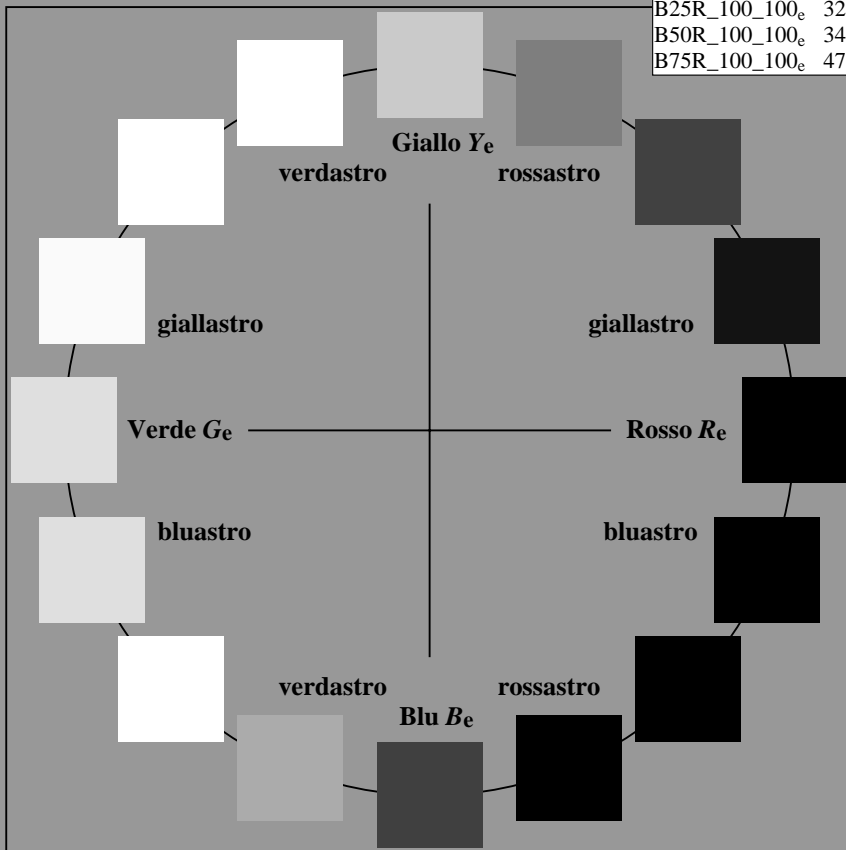 B25R_100_100e 32
B50R_100_100e 34
B75R_100_100e 47
Giallo Ye
verdastro rossastro
giallastro giallastro
Verde Ge Rosso Re
bluastro bluastro
verdastro rossastro
Blu Be